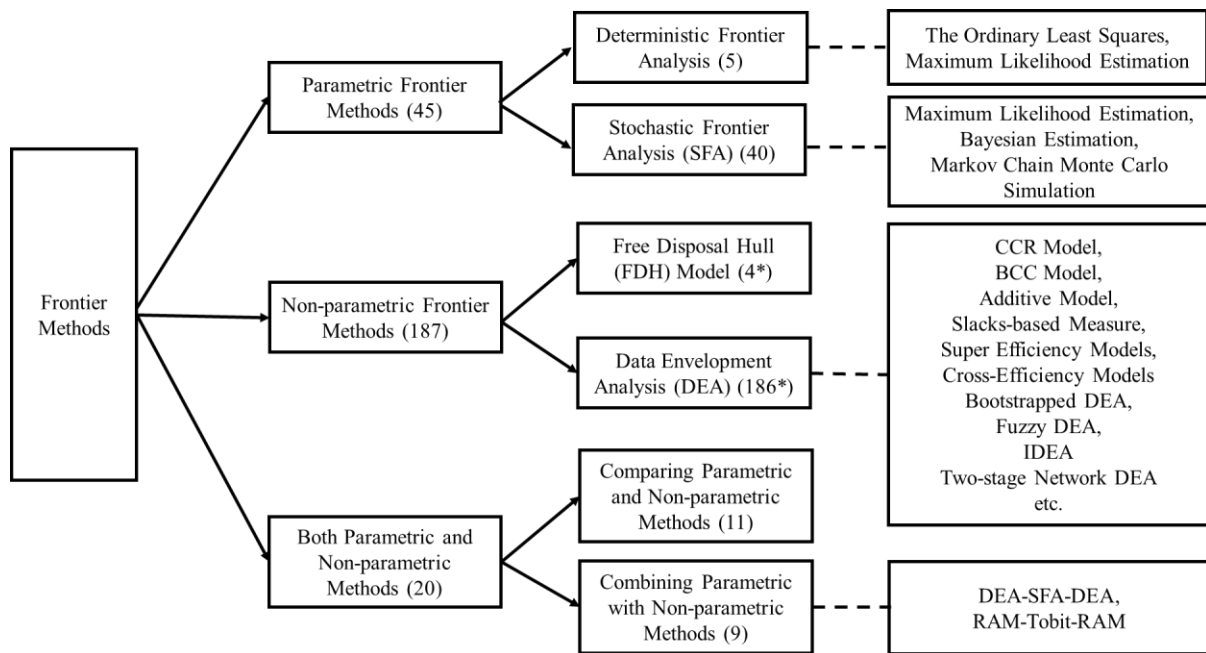 Frontier
Methods
Parametric Frontier
Methods (45)
Deterministic Frontier
Analysis (5)
The Ordinary Least Squares,
Maximum Likelihood Estimation
Stochastic Frontier
Analysis (SFA) (40)
Maximum Likelihood Estimation,
Bayesian Estimation,
Markov Chain Monte Carlo
Simulation
Non-parametric Frontier
Methods (187)
Free Disposal Hull
(FDH) Model (4*)
Data Envelopment
Analysis (DEA) (186*)
CCR Model,
BCC Model,
Additive Model,
Slacks-based Measure,
Super Efficiency Models,
Cross-Efficiency Models
Bootstrapped DEA,
Fuzzy DEA,
IDEA
Two-stage Network DEA
etc.
Both Parametric and
Non-parametric
Methods (20)
Comparing Parametric
and Non-parametric
Methods (11)
Combining Parametric
with Non-parametric
Methods (9)
DEA-SFA-DEA,
RAM-Tobit-RAM